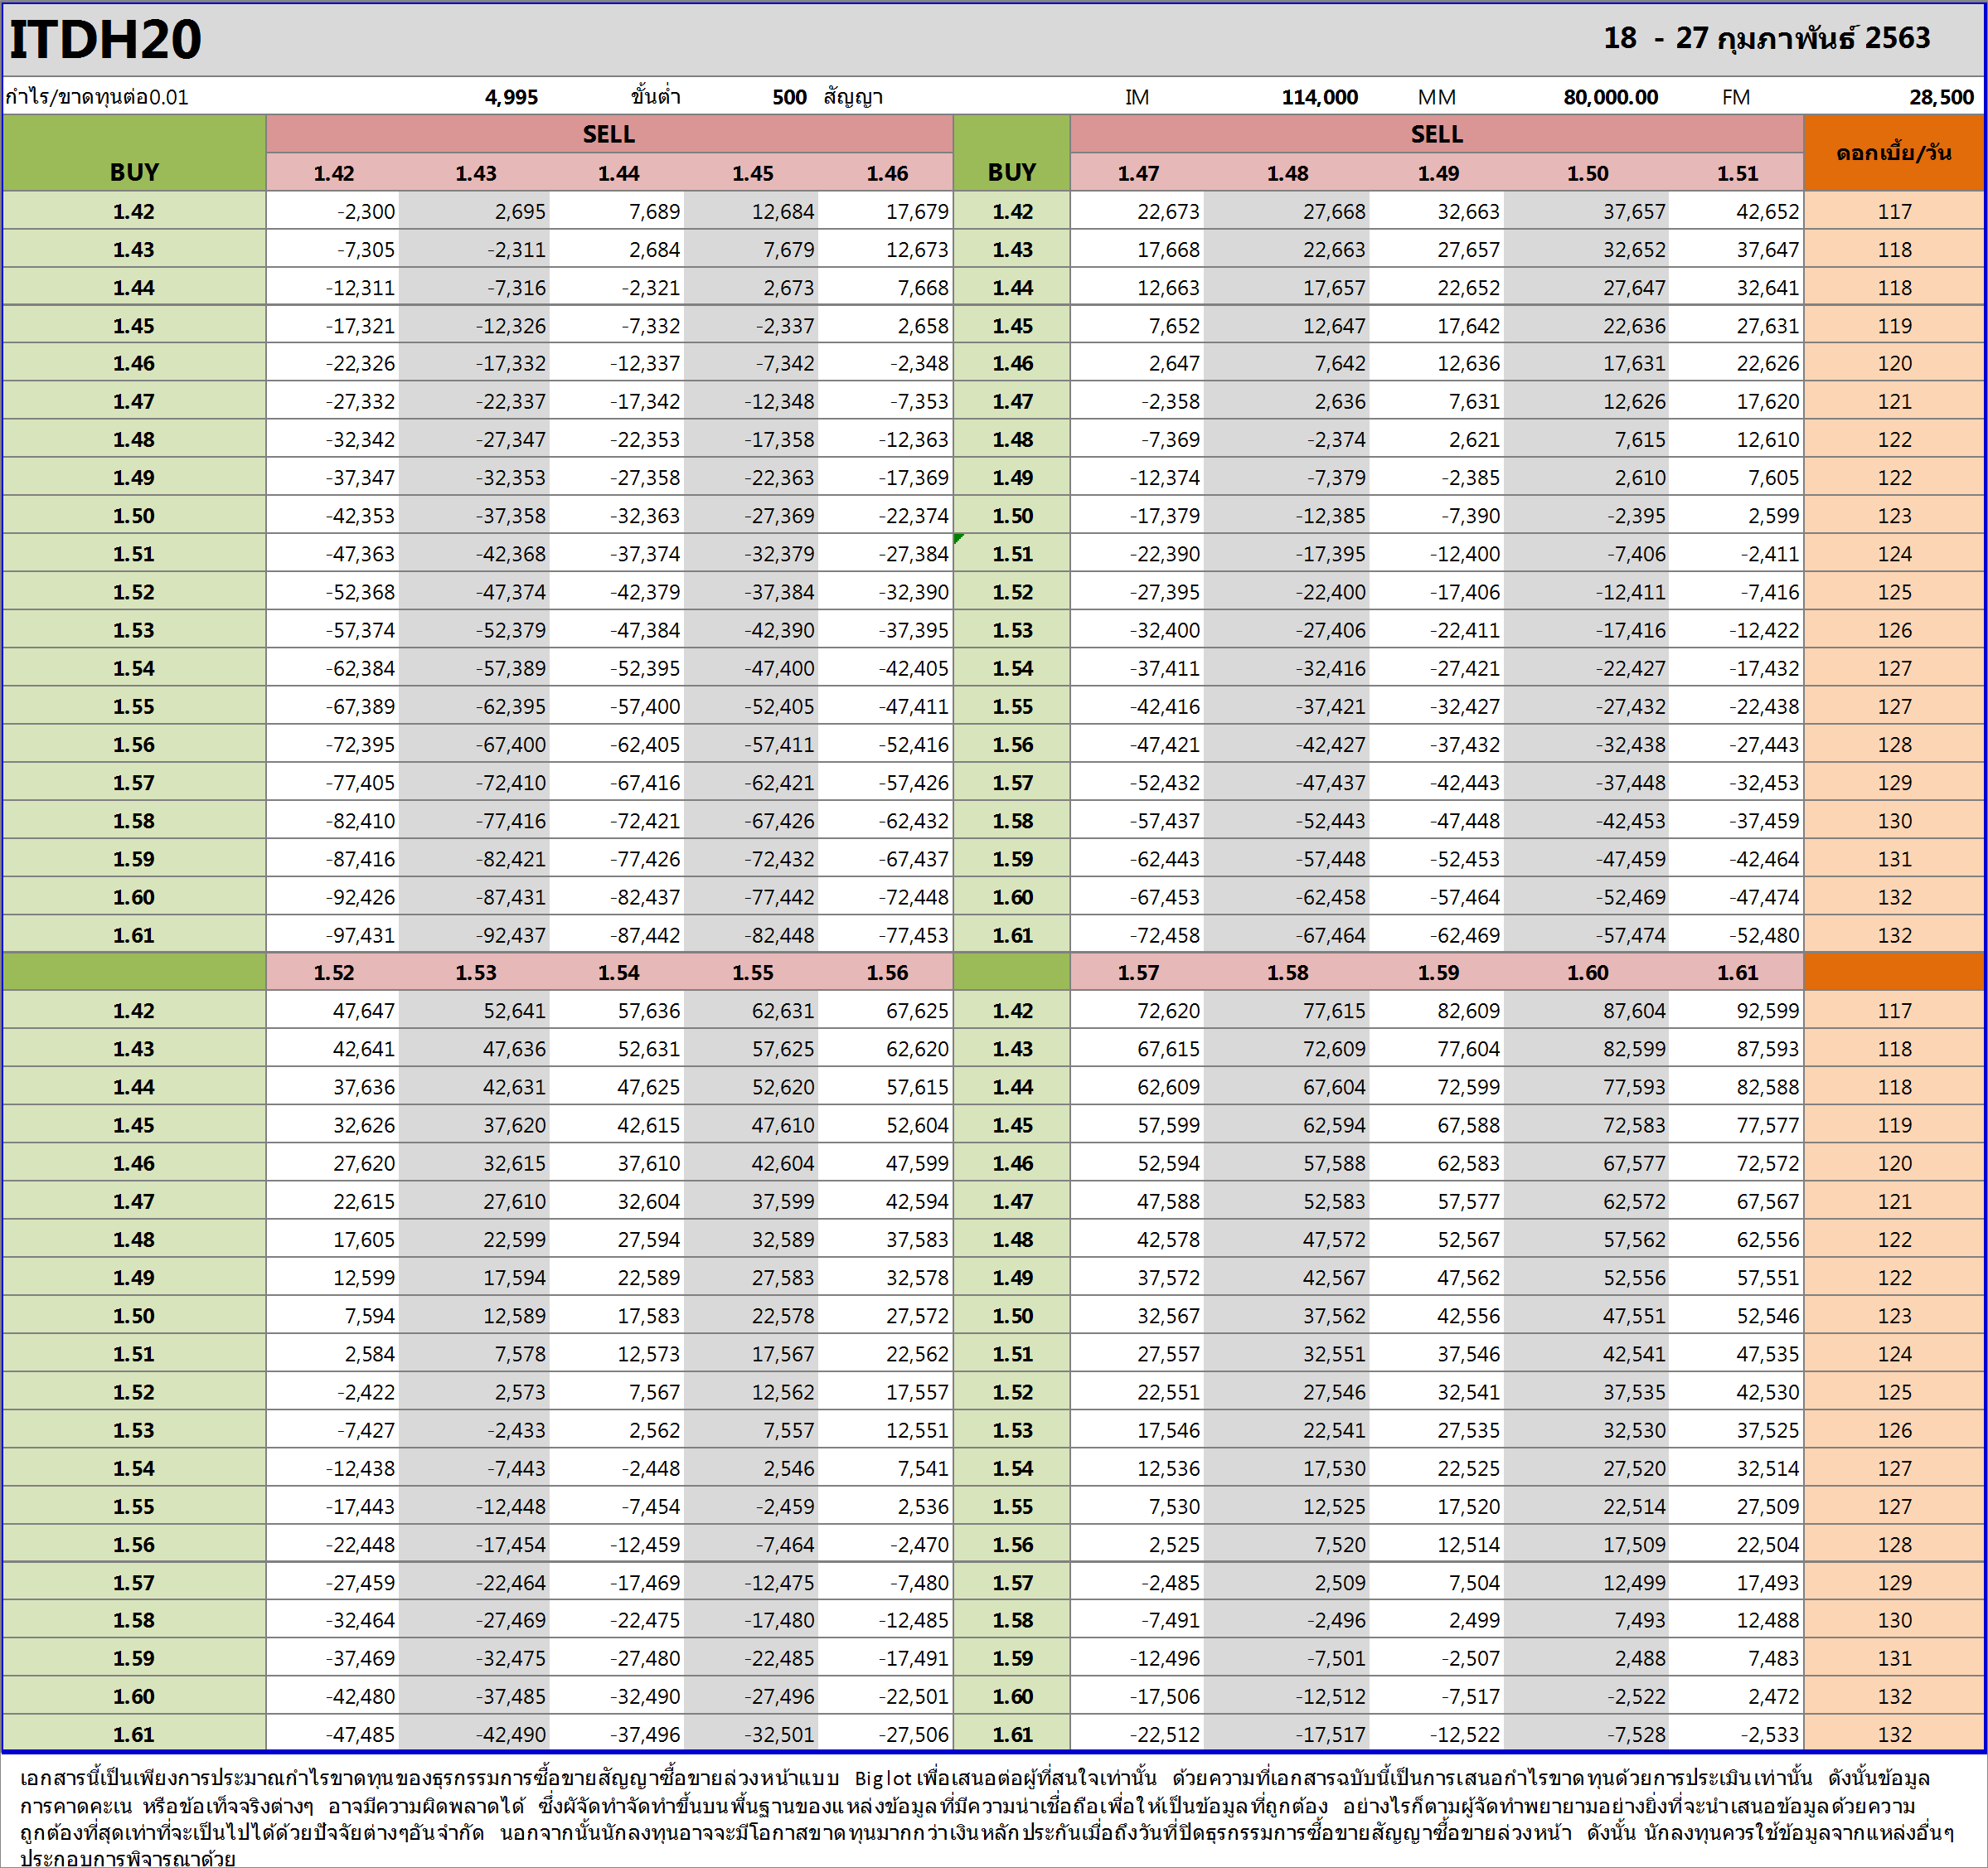 ITDH20 18 - 27 กุมภาพันธ์ 2563
กำไร/ขาดทุนต่อ0.01 4,995 ขั้นต่ำ 500 สัญญา IM 114,000 MM 80,000.00 FM 28,500
BUY SELL BUY SELL ดอกเบี้ย/วัน
1.42 1.43 1.44 1.45 1.46 1.47 1.48 1.49 1.50 1.51
1.42 -2,300 2,695 7,689 12,684 17,679 1.42 22,673 27,668 32,663 37,657 42,652 117
1.43 -7,305 -2,311 2,684 7,679 12,673 1.43 17,668 22,663 27,657 32,652 37,647 118
1.44 -12,311 -7,316 -2,321 2,673 7,668 1.44 12,663 17,657 22,652 27,647 32,641 118
1.45 -17,321 -12,326 -7,332 -2,337 2,658 1.45 7,652 12,647 17,642 22,636 27,631 119
1.46 -22,326 -17,332 -12,337 -7,342 -2,348 1.46 2,647 7,642 12,636 17,631 22,626 120
1.47 -27,332 -22,337 -17,342 -12,348 -7,353 1.47 -2,358 2,636 7,631 12,626 17,620 121
1.48 -32,342 -27,347 -22,353 -17,358 -12,363 1.48 -7,369 -2,374 2,621 7,615 12,610 122
1.49 -37,347 -32,353 -27,358 -22,363 -17,369 1.49 -12,374 -7,379 -2,385 2,610 7,605 122
1.50 -42,353 -37,358 -32,363 -27,369 -22,374 1.50 -17,379 -12,385 -7,390 -2,395 2,599 123
1.51 -47,363 -42,368 -37,374 -32,379 -27,384 1.51 -22,390 -17,395 -12,400 -7,406 -2,411 124
1.52 -52,368 -47,374 -42,379 -37,384 -32,390 1.52 -27,395 -22,400 -17,406 -12,411 -7,416 125
1.53 -57,374 -52,379 -47,384 -42,390 -37,395 1.53 -32,400 -27,406 -22,411 -17,416 -12,422 126
1.54 -62,384 -57,389 -52,395 -47,400 -42,405 1.54 -37,411 -32,416 -27,421 -22,427 -17,432 127
1.55 -67,389 -62,395 -57,400 -52,405 -47,411 1.55 -42,416 -37,421 -32,427 -27,432 -22,438 127
1.56 -72,395 -67,400 -62,405 -57,411 -52,416 1.56 -47,421 -42,427 -37,432 -32,438 -27,443 128
1.57 -77,405 -72,410 -67,416 -62,421 -57,426 1.57 -52,432 -47,437 -42,443 -37,448 -32,453 129
1.58 -82,410 -77,416 -72,421 -67,426 -62,432 1.58 -57,437 -52,443 -47,448 -42,453 -37,459 130
1.59 -87,416 -82,421 -77,426 -72,432 -67,437 1.59 -62,443 -57,448 -52,453 -47,459 -42,464 131
1.60 -92,426 -87,431 -82,437 -77,442 -72,448 1.60 -67,453 -62,458 -57,464 -52,469 -47,474 132
1.61 -97,431 -92,437 -87,442 -82,448 -77,453 1.61 -72,458 -67,464 -62,469 -57,474 -52,480 132
1.52 1.53 1.54 1.55 1.56 1.57 1.58 1.59 1.60 1.61
1.42 47,647 52,641 57,636 62,631 67,625 1.42 72,620 77,615 82,609 87,604 92,599 117
1.43 42,641 47,636 52,631 57,625 62,620 1.43 67,615 72,609 77,604 82,599 87,593 118
1.44 37,636 42,631 47,625 52,620 57,615 1.44 62,609 67,604 72,599 77,593 82,588 118
1.45 32,626 37,620 42,615 47,610 52,604 1.45 57,599 62,594 67,588 72,583 77,577 119
1.46 27,620 32,615 37,610 42,604 47,599 1.46 52,594 57,588 62,583 67,577 72,572 120
1.47 22,615 27,610 32,604 37,599 42,594 1.47 47,588 52,583 57,577 62,572 67,567 121
1.48 17,605 22,599 27,594 32,589 37,583 1.48 42,578 47,572 52,567 57,562 62,556 122
1.49 12,599 17,594 22,589 27,583 32,578 1.49 37,572 42,567 47,562 52,556 57,551 122
1.50 7,594 12,589 17,583 22,578 27,572 1.50 32,567 37,562 42,556 47,551 52,546 123
1.51 2,584 7,578 12,573 17,567 22,562 1.51 27,557 32,551 37,546 42,541 47,535 124
1.52 -2,422 2,573 7,567 12,562 17,557 1.52 22,551 27,546 32,541 37,535 42,530 125
1.53 -7,427 -2,433 2,562 7,557 12,551 1.53 17,546 22,541 27,535 32,530 37,525 126
1.54 -12,438 -7,443 -2,448 2,546 7,541 1.54 12,536 17,530 22,525 27,520 32,514 127
1.55 -17,443 -12,448 -7,454 -2,459 2,536 1.55 7,530 12,525 17,520 22,514 27,509 127
1.56 -22,448 -17,454 -12,459 -7,464 -2,470 1.56 2,525 7,520 12,514 17,509 22,504 128
1.57 -27,459 -22,464 -17,469 -12,475 -7,480 1.57 -2,485 2,509 7,504 12,499 17,493 129
1.58 -32,464 -27,469 -22,475 -17,480 -12,485 1.58 -7,491 -2,496 2,499 7,493 12,488 130
1.59 -37,469 -32,475 -27,480 -22,485 -17,491 1.59 -12,496 -7,501 -2,507 2,488 7,483 131
1.60 -42,480 -37,485 -32,490 -27,496 -22,501 1.60 -17,506 -12,512 -7,517 -2,522 2,472 132
1.61 -47,485 -42,490 -37,496 -32,501 -27,506 1.61 -22,512 -17,517 -12,522 -7,528 -2,533 132
เอกสารนี้เป็นเพียงการประมาณกำไรขาดทุนของธุรกรรมการซื้อขายสัญญาซื้อขายล่วงหน้าแบบ Biglot เพื่อเสนอต่อผู้ที่สนใจเท่านั้น ด้วยความที่เอกสารฉบับนี้เป็นการเสนอกำไรขาดทุนด้วยการประเมินเท่านั้น ดังนั้นข้อมูล
การคาดคะเน หรือข้อเท็จจริงต่างๆ อาจมีความผิดพลาดได้ ซึ่งผัจัดทำจัดทำขึ้นบนพื้นฐานของแหล่งข้อมูลที่มีความน่าเชื่อถือเพื่อให้เป็นข้อมูลที่ถูกต้อง อย่างไรก็ตามผู้จัดทำพยายามอย่างยิ่งที่จะนำเสนอข้อมูลด้วยความ
ถูกต้องที่สุดเท่าที่จะเป็นไปได้ด้วยปัจจัยต่างๆอันจำกัด นอกจากนั้นนักลงทุนอาจจะมีโอกาสขาดทุนมากกว่าเงินหลักประกันเมื่อถึงวันที่ปิดธุรกรรมการซื้อขายสัญญาซื้อขายล่วงหน้า ดังนั้น นักลงทุนควรใช้ข้อมูลจากแหล่งอื่นๆ
ประกอบการพิจารณาด้วย